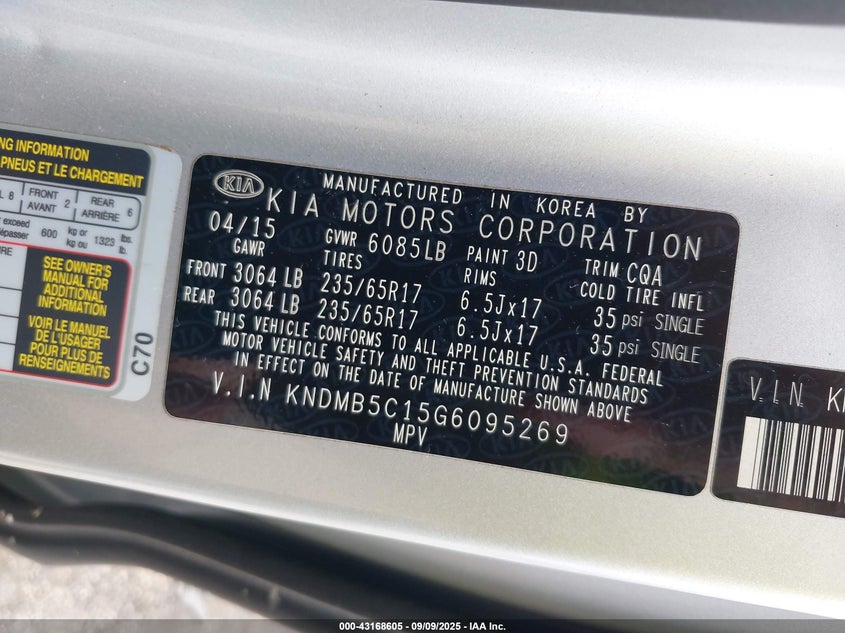 NG INFORMATION
PNEUS ET LE CHARGEMENT
L 8 FRONT AVANT 2 REAR ARRIÈRE 6
exceed
dépasser 600 kg or kg ou 1323 lbs. lb.
SEE OWNER'S
MANUAL FOR
ADDITIONAL
INFORMATION
VOIR LE MANUEL
DE L'USAGER
POUR PLUS DE
RENSEIGNEMENTS
C70
KIA
MANUFACTURED IN KOREA BY
KIA MOTORS CORPORATION
04/15 GVWR 6085LB PAINT 3D TRIM CQA
GAWR TIRES RIMS COLD TIRE INFL
FRONT 3064 LB 235/65R17 6.5Jx17 35 psi SINGLE
REAR 3064 LB 235/65R17 6.5Jx17 35 psi SINGLE
THIS VEHICLE CONFORMS TO ALL APPLICABLE U.S.A. FEDERAL
MOTOR VEHICLE SAFETY AND THEFT PREVENTION STANDARDS
IN EFFECT ON THE DATE OF MANUFACTURE SHOWN ABOVE
V.I.N KNDMB5C15G6095269
MPV
V.I.N. K
000-43168605 - 09/09/2025 - IAA Inc.